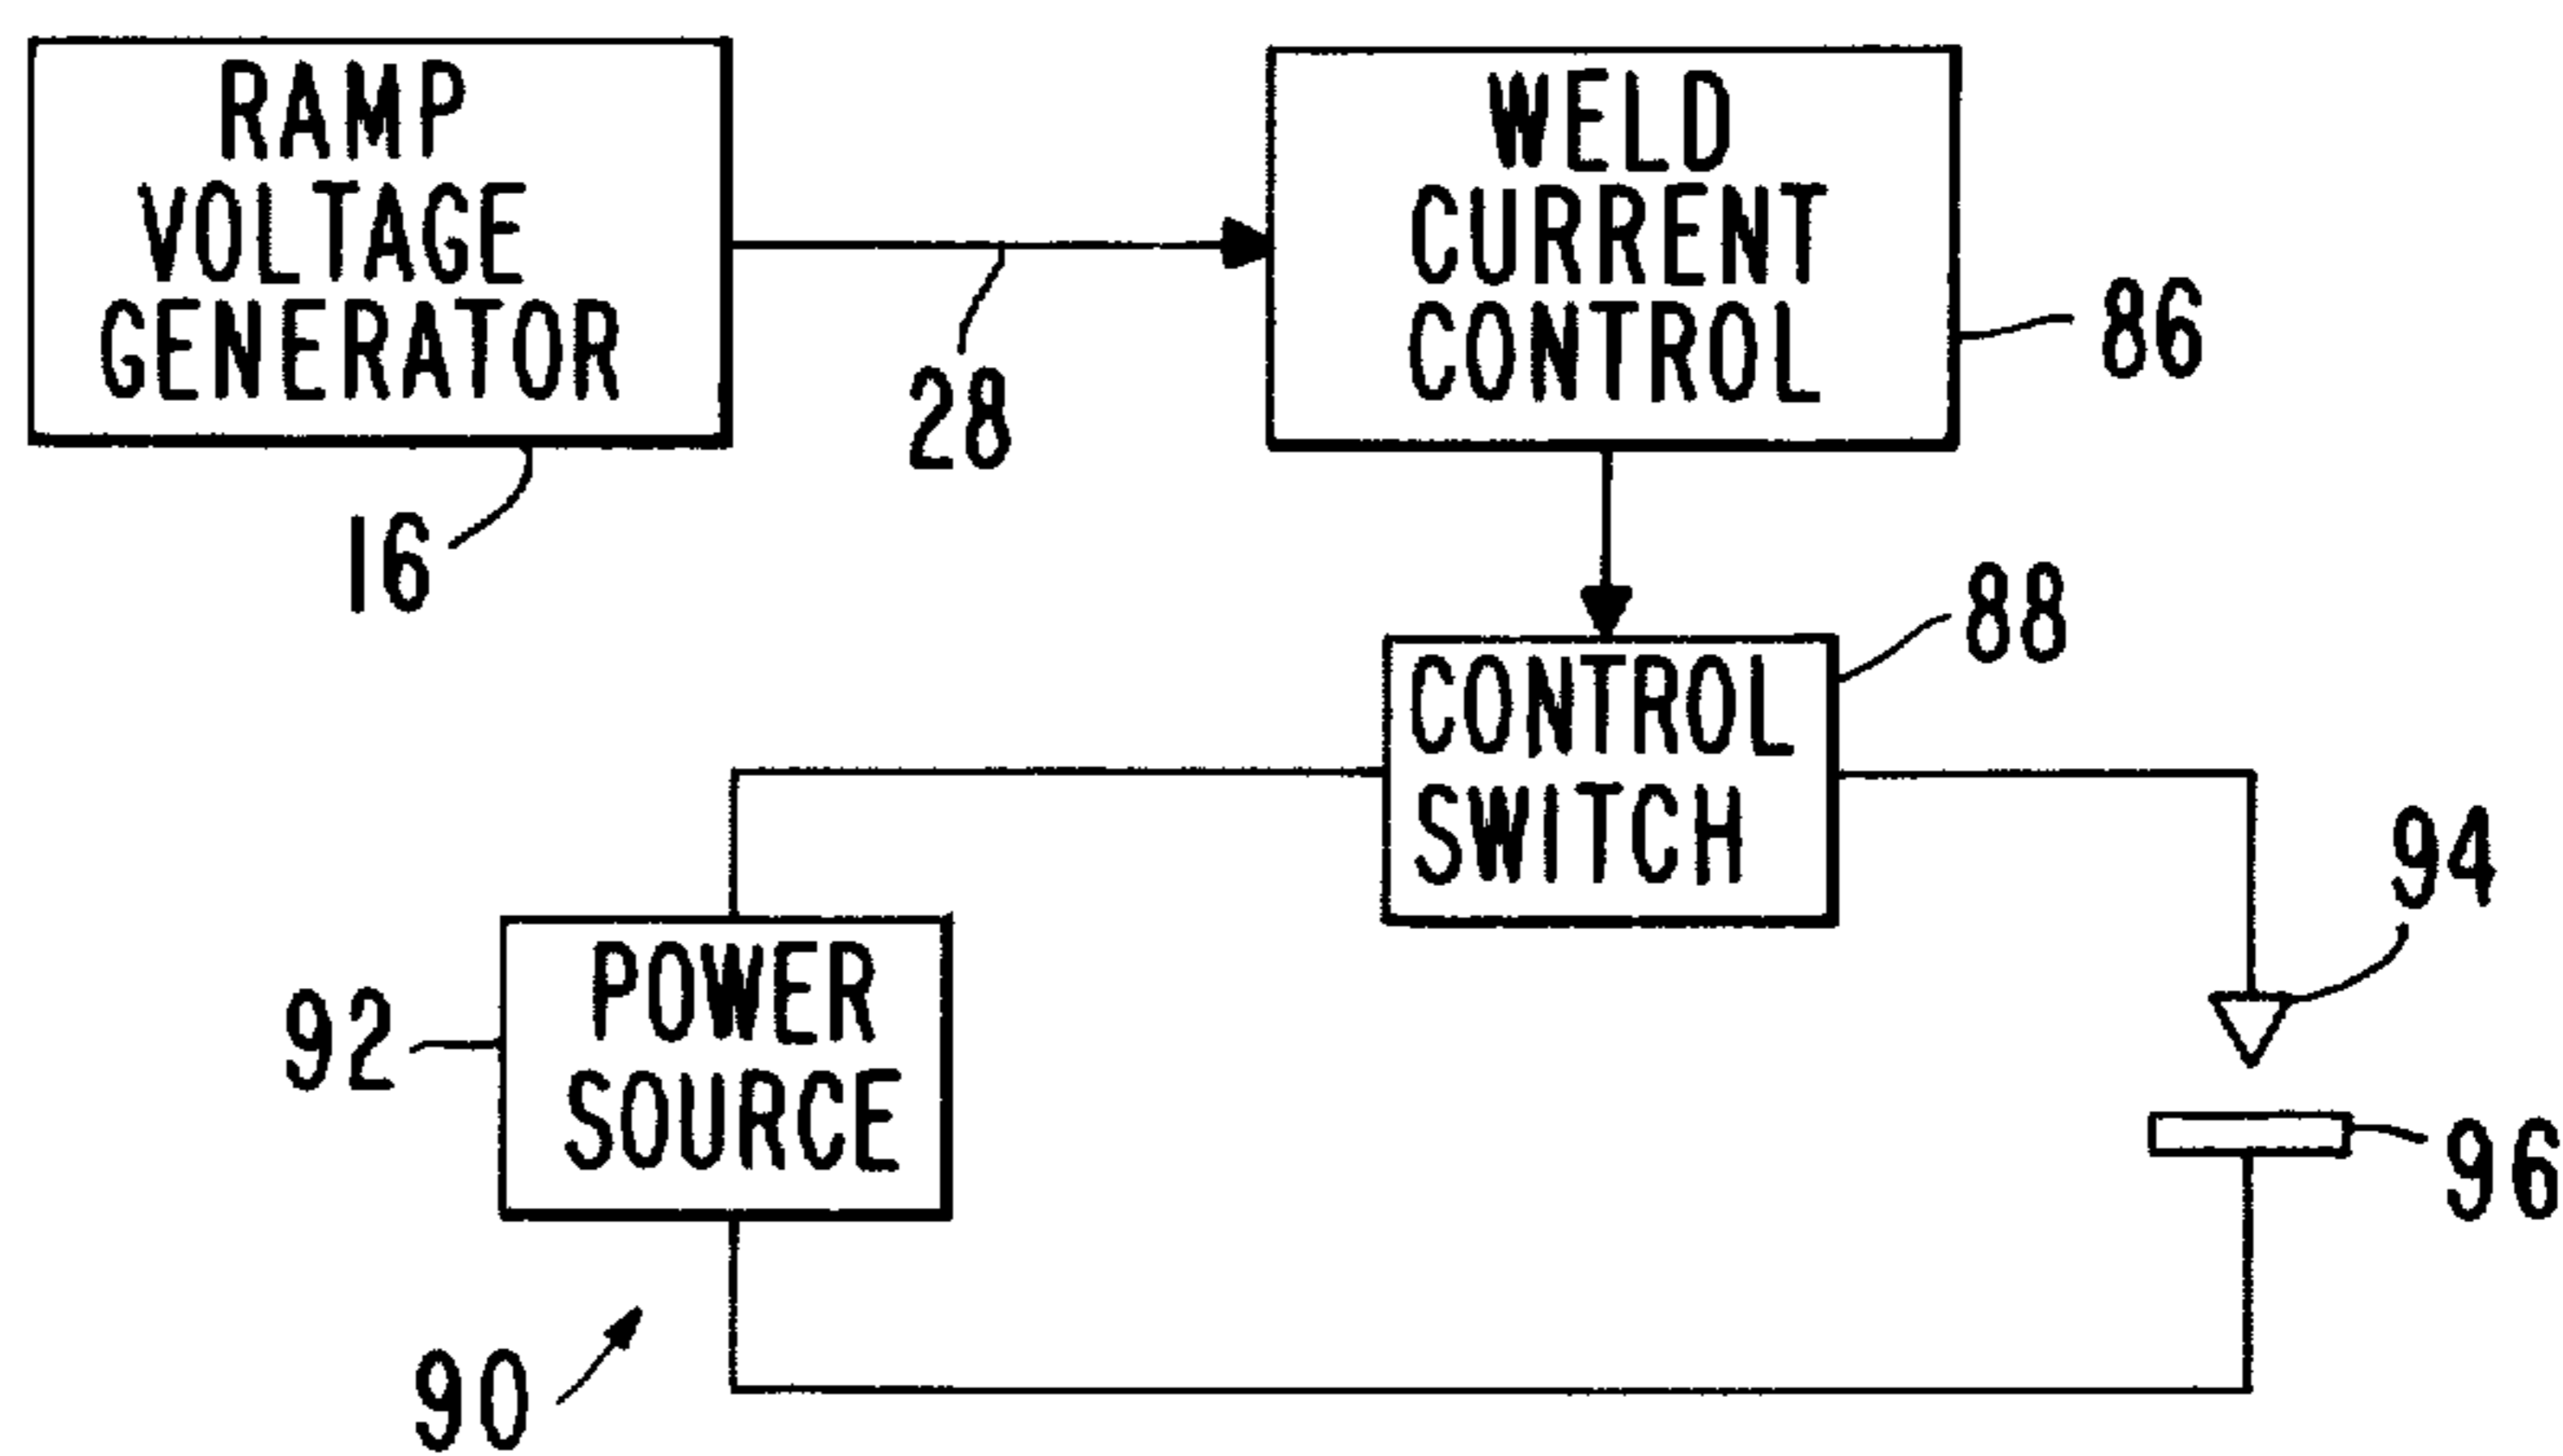 RAMP
VOLTAGE
GENERATOR
16
28
WELD
CURRENT
CONTROL
86
CONTROL
SWITCH
88
POWER
SOURCE
92
94
96
90